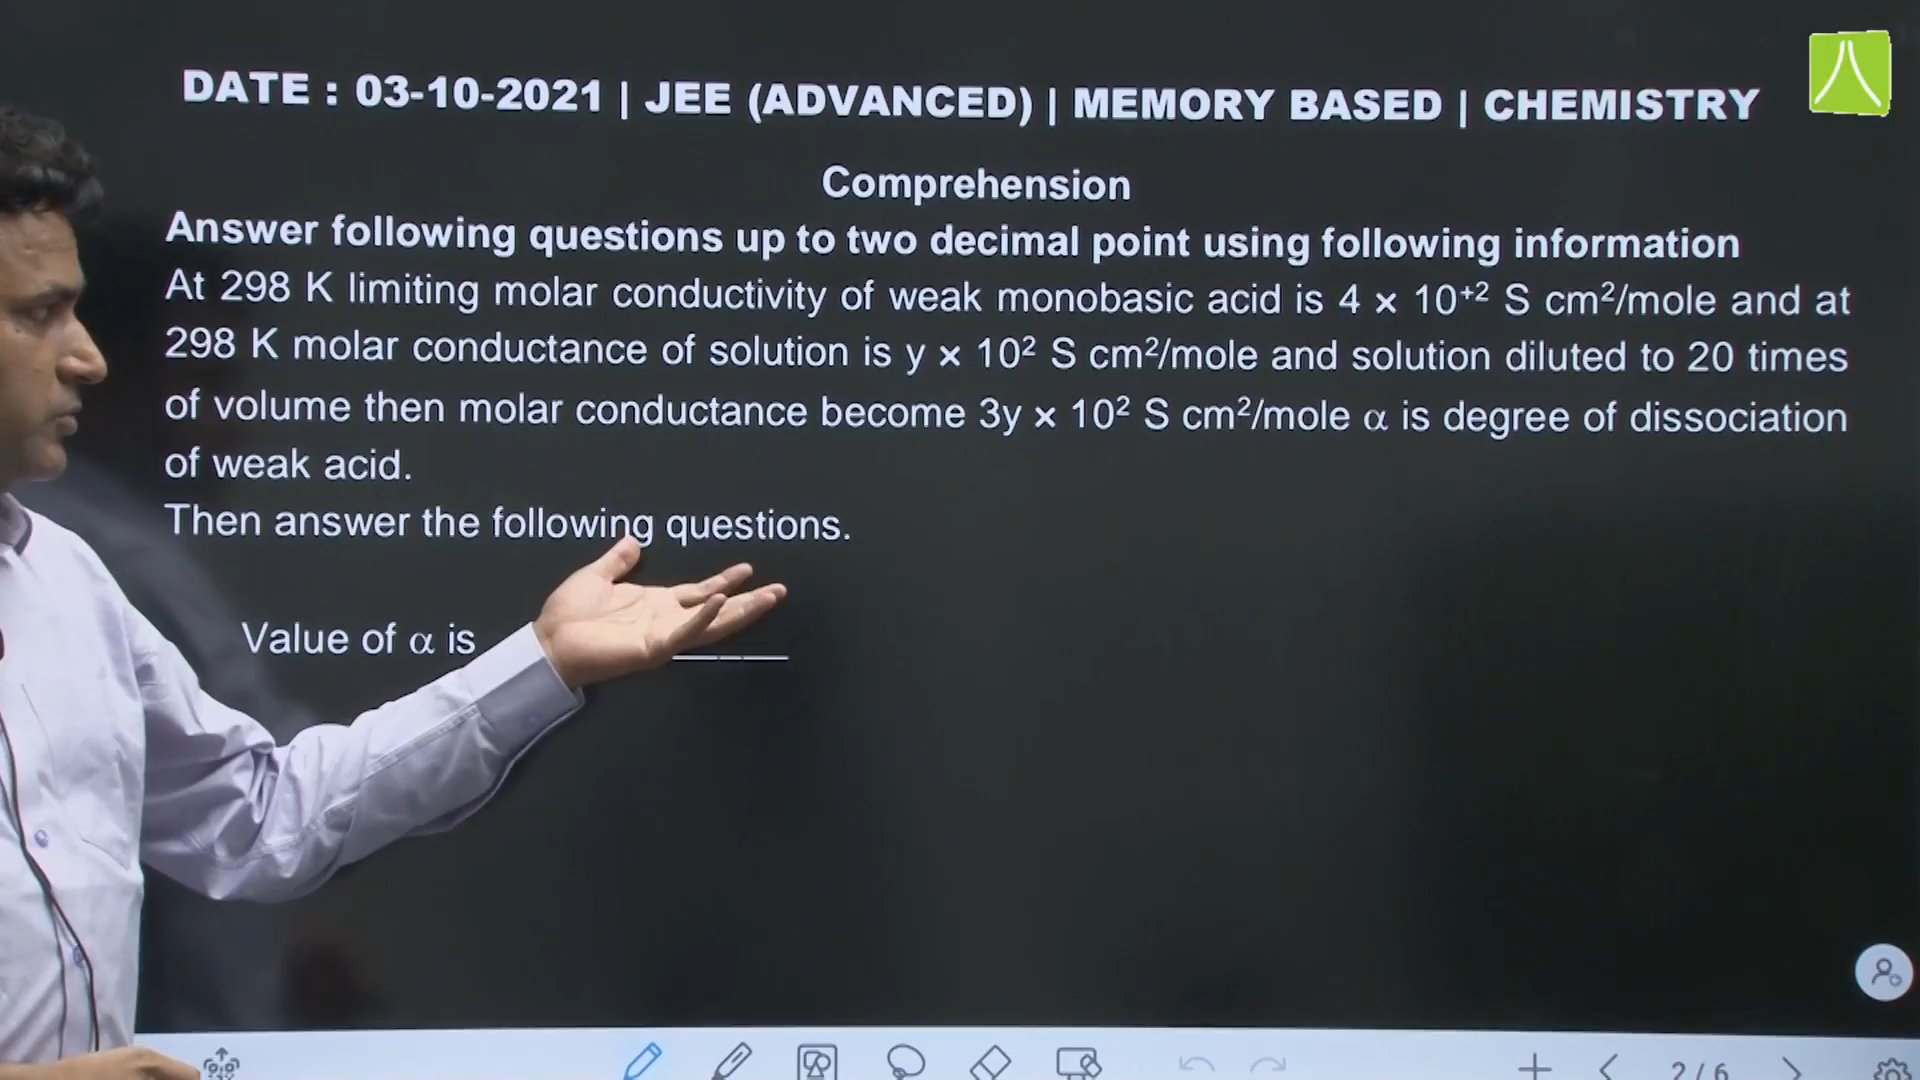 DATE : 03-10-2021 | JEE (ADVANCED) | MEMORY BASED | CHEMISTRY
Comprehension
Answer following questions up to two decimal point using following information
At 298 K limiting molar conductivity of weak monobasic acid is 4 × 10⁺² S cm²/mole and at
298 K molar conductance of solution is y × 10² S cm²/mole and solution diluted to 20 times
of volume then molar conductance become 3y × 10² S cm²/mole α is degree of dissociation
of weak acid.
Then answer the following questions.
Value of α is ______
2/6